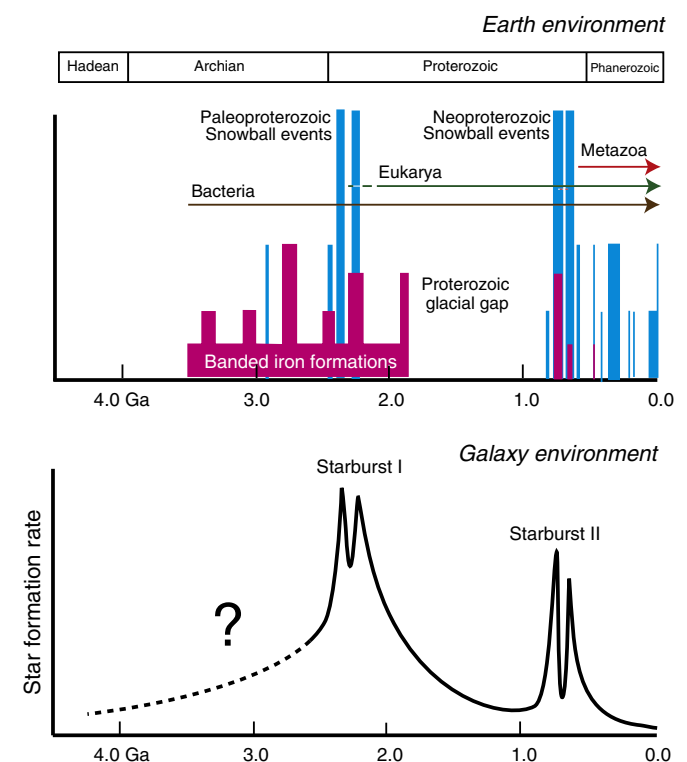 Earth environment
Hadean
Archian
Proterozoic
Phanerozoic
Paleoproterozoic
Snowball events
Neoproterozoic
Snowball events
Metazoa
Eukarya
Bacteria
Proterozoic
glacial gap
Banded iron formations
4.0 Ga
3.0
2.0
1.0
0.0
Galaxy environment
Starburst I
Starburst II
?
Star formation rate
4.0 Ga
3.0
2.0
1.0
0.0